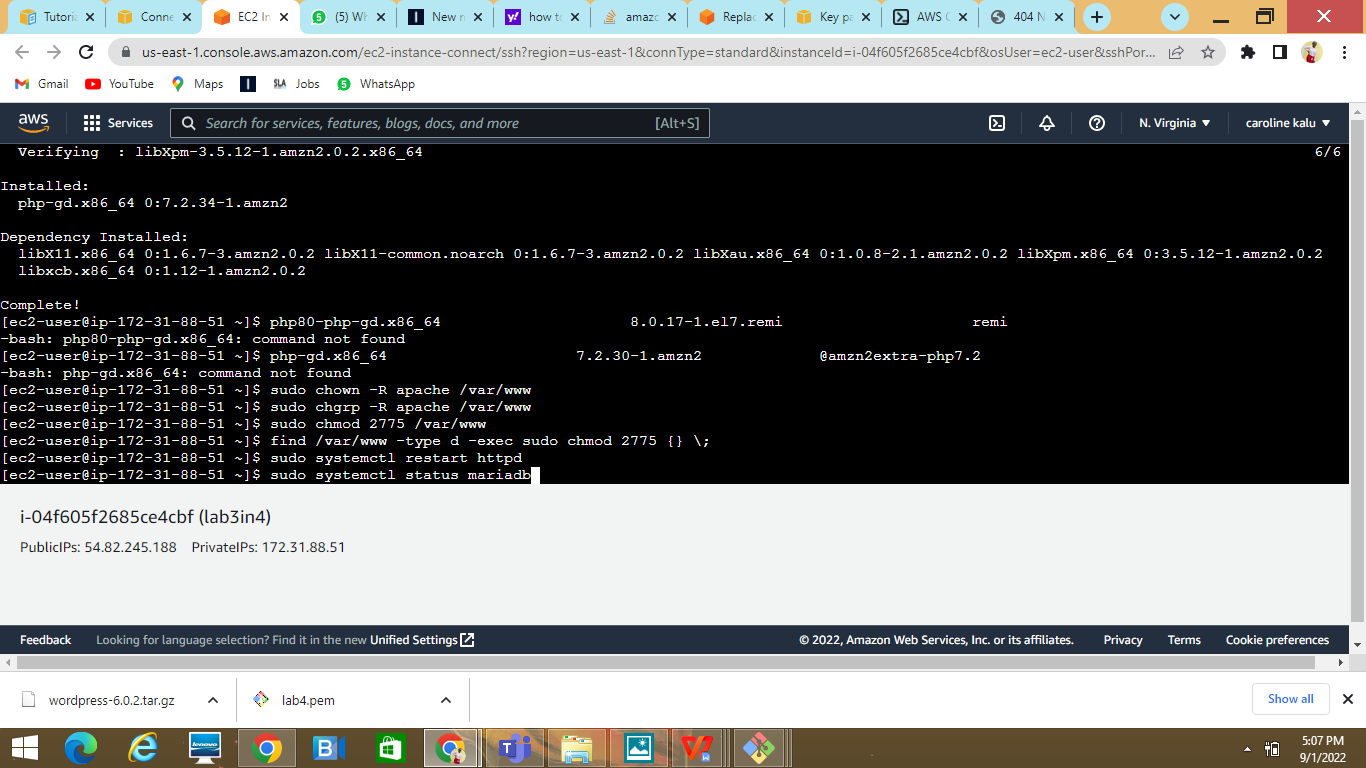 Tutoria
Conne
EC2 In
(5) Wh
New n
how to
amazo
Replac
Key pa
AWS C
404 N
us-east-1.console.aws.amazon.com/ec2-instance-connect/ssh?region=us-east-1&connType=standard&instanceId=i-04f605f2685ce4cbf&osUser=ec2-user&sshPor...
Gmail YouTube Maps SLA Jobs WhatsApp
aws Services Search for services, features, blogs, docs, and more [Alt+S] N. Virginia caroline kalu
Verifying : libXpm-3.5.12-1.amzn2.0.2.x86_64 6/6
Installed:
php-gd.x86_64 0:7.2.34-1.amzn2
Dependency Installed:
libX11.x86_64 0:1.6.7-3.amzn2.0.2 libX11-common.noarch 0:1.6.7-3.amzn2.0.2 libXau.x86_64 0:1.0.8-2.1.amzn2.0.2 libXpm.x86_64 0:3.5.12-1.amzn2.0.2
libxcb.x86_64 0:1.12-1.amzn2.0.2
Complete!
[ec2-user@ip-172-31-88-51 ~]$ php80-php-gd.x86_64 8.0.17-1.el7.remi remi
-bash: php80-php-gd.x86_64: command not found
[ec2-user@ip-172-31-88-51 ~]$ php-gd.x86_64 7.2.30-1.amzn2 @amzn2extra-php7.2
-bash: php-gd.x86_64: command not found
[ec2-user@ip-172-31-88-51 ~]$ sudo chown -R apache /var/www
[ec2-user@ip-172-31-88-51 ~]$ sudo chgrp -R apache /var/www
[ec2-user@ip-172-31-88-51 ~]$ sudo chmod 2775 /var/www
[ec2-user@ip-172-31-88-51 ~]$ find /var/www -type d -exec sudo chmod 2775 {} \;
[ec2-user@ip-172-31-88-51 ~]$ sudo systemctl restart httpd
[ec2-user@ip-172-31-88-51 ~]$ sudo systemctl status mariadb
i-04f605f2685ce4cbf (lab3in4)
PublicIPs: 54.82.245.188 PrivateIPs: 172.31.88.51
Feedback Looking for language selection? Find it in the new Unified Settings © 2022, Amazon Web Services, Inc. or its affiliates. Privacy Terms Cookie preferences
wordpress-6.0.2.tar.gz lab4.pem Show all
lenovo
5:07 PM
9/1/2022